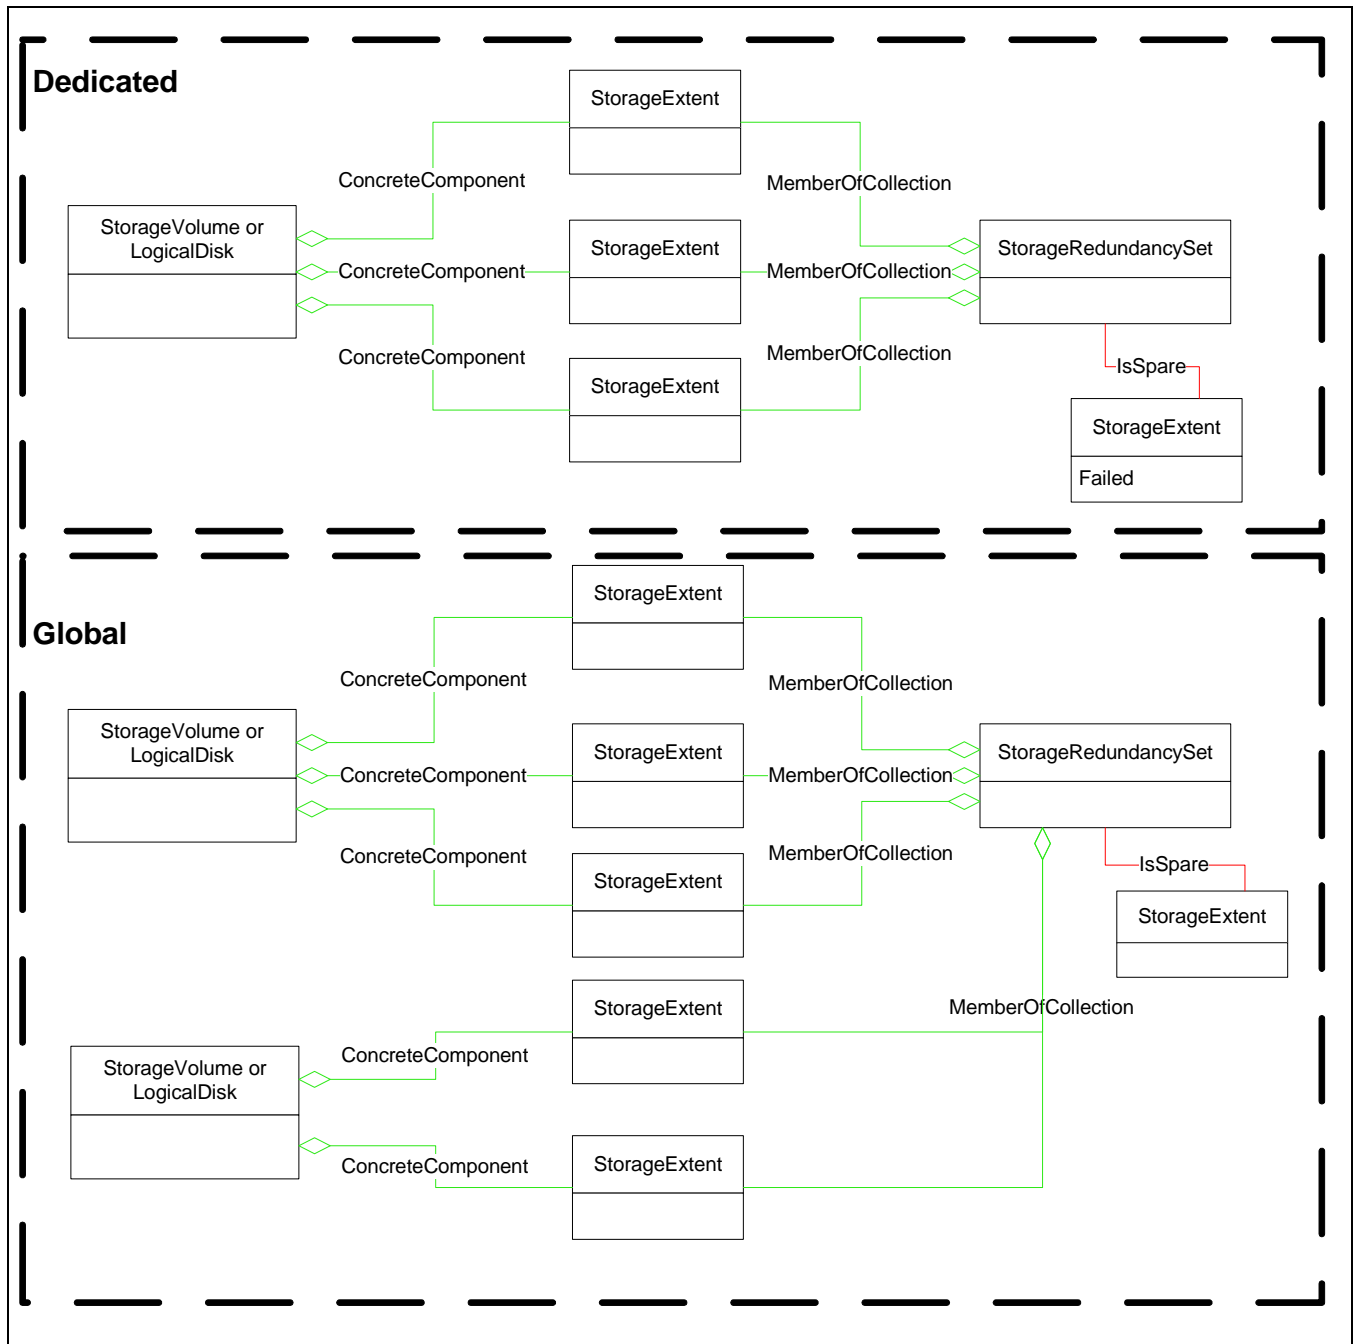 Dedicated
StorageExtent
ConcreteComponent
MemberOfCollection
StorageVolume or
LogicalDisk
StorageExtent
StorageRedundancySet
ConcreteComponent
MemberOfCollection
ConcreteComponent
MemberOfCollection
IsSpare
StorageExtent
StorageExtent
Failed
Global
StorageExtent
ConcreteComponent
MemberOfCollection
StorageVolume or
LogicalDisk
StorageExtent
StorageRedundancySet
ConcreteComponent
MemberOfCollection
ConcreteComponent
MemberOfCollection
IsSpare
StorageExtent
StorageExtent
StorageExtent
MemberOfCollection
ConcreteComponent
StorageVolume or
LogicalDisk
ConcreteComponent
StorageExtent